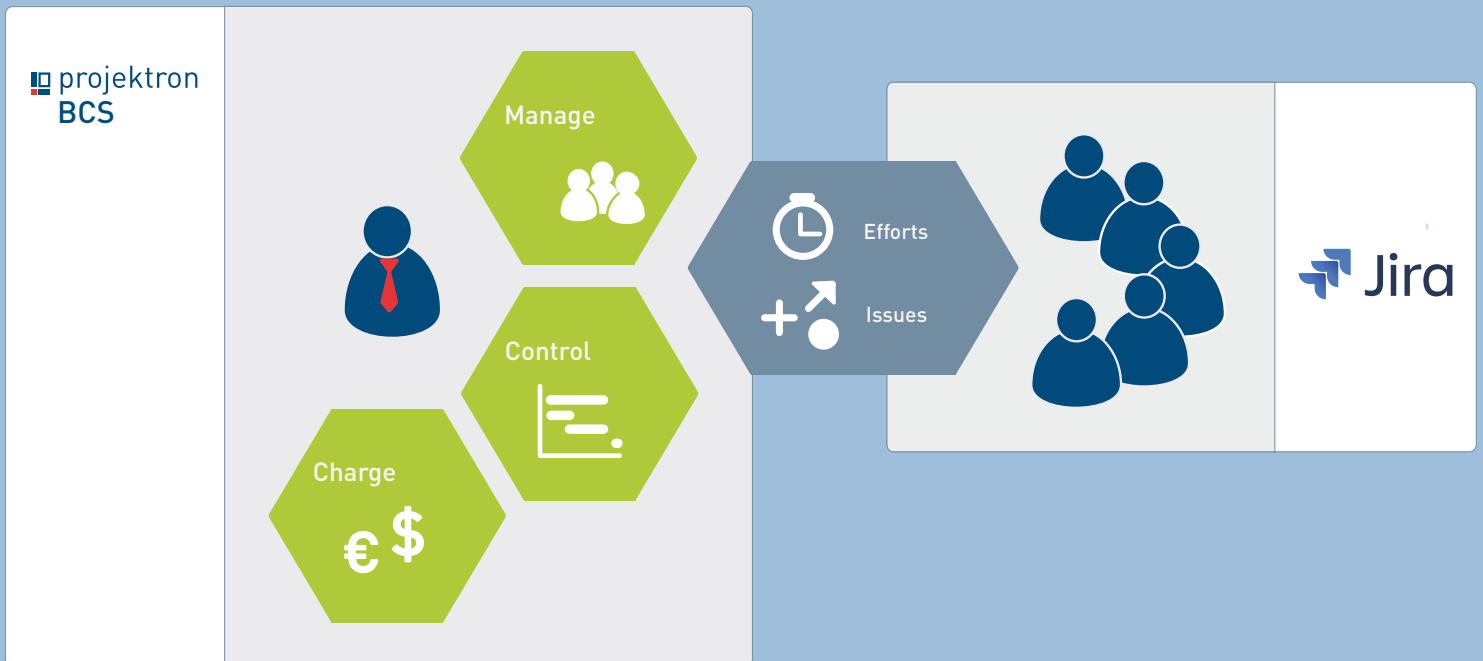 projektron
BCS
Manage
Control
Charge
€ $
Efforts
Issues
Jira